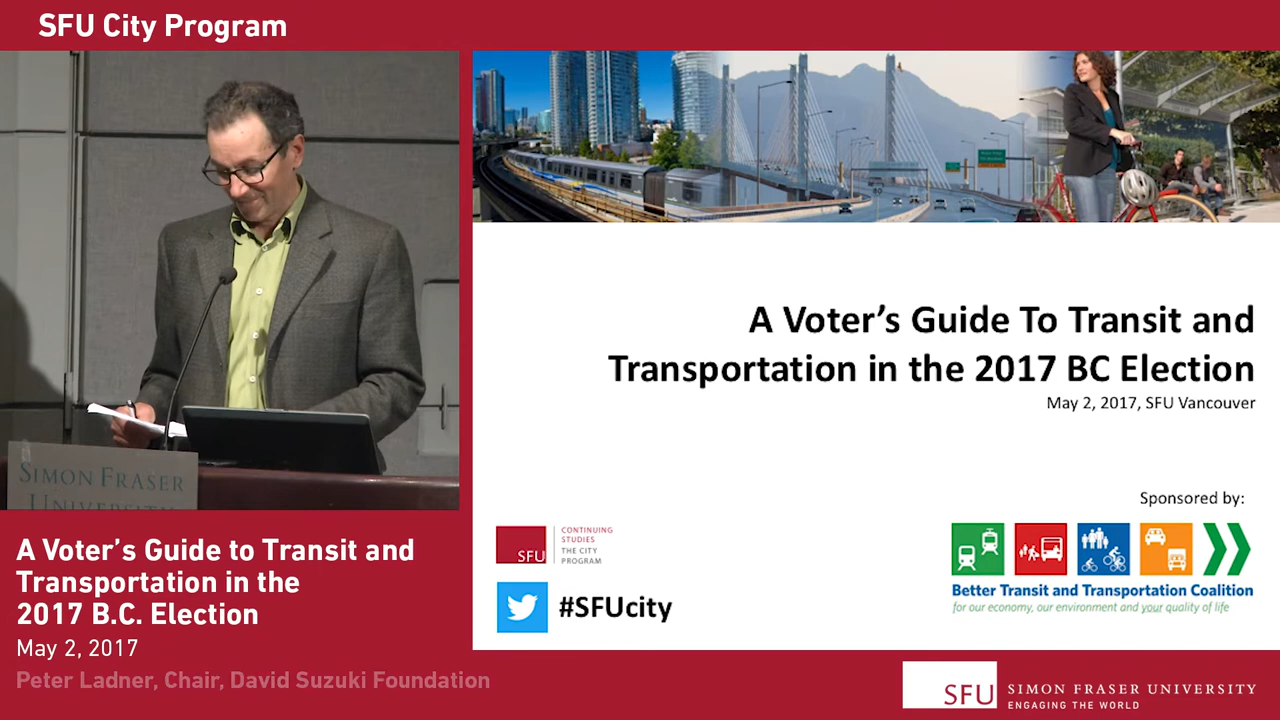 SFU City Program
SIMON FRASER
UNIVERSITY
A Voter's Guide to Transit and
Transportation in the
2017 B.C. Election
May 2, 2017
Peter Ladner, Chair, David Suzuki Foundation
A Voter's Guide To Transit and
Transportation in the 2017 BC Election
May 2, 2017, SFU Vancouver
Sponsored by:
SFU
CONTINUING
STUDIES
THE CITY
PROGRAM
#SFUcity
Better Transit and Transportation Coalition
for our economy, our environment and your quality of life
SFU
SIMON FRASER UNIVERSITY
ENGAGING THE WORLD